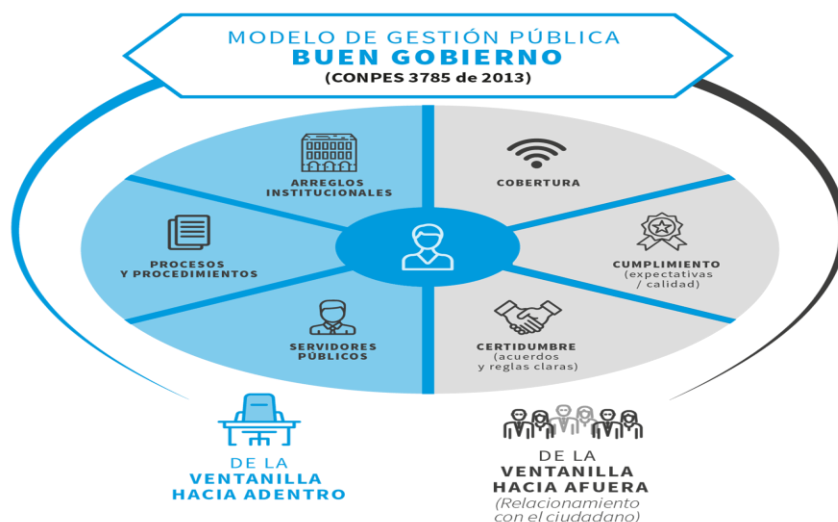 MODELO DE GESTIÓN PÚBLICA
BUEN GOBIERNO
(CONPES 3785 de 2013)
ARREGLOS
INSTITUCIONALES
PROCESOS
Y PROCEDIMIENTOS
SERVIDORES
PÚBLICOS
COBERTURA
CUMPLIMIENTO
(expectativas
/ calidad)
CERTIDUMBRE
(acuerdos
y reglas claras)
DE LA
VENTANILLA
HACIA ADENTRO
DE LA
VENTANILLA
HACIA AFUERA
(Relacionamiento
con el ciudadano)